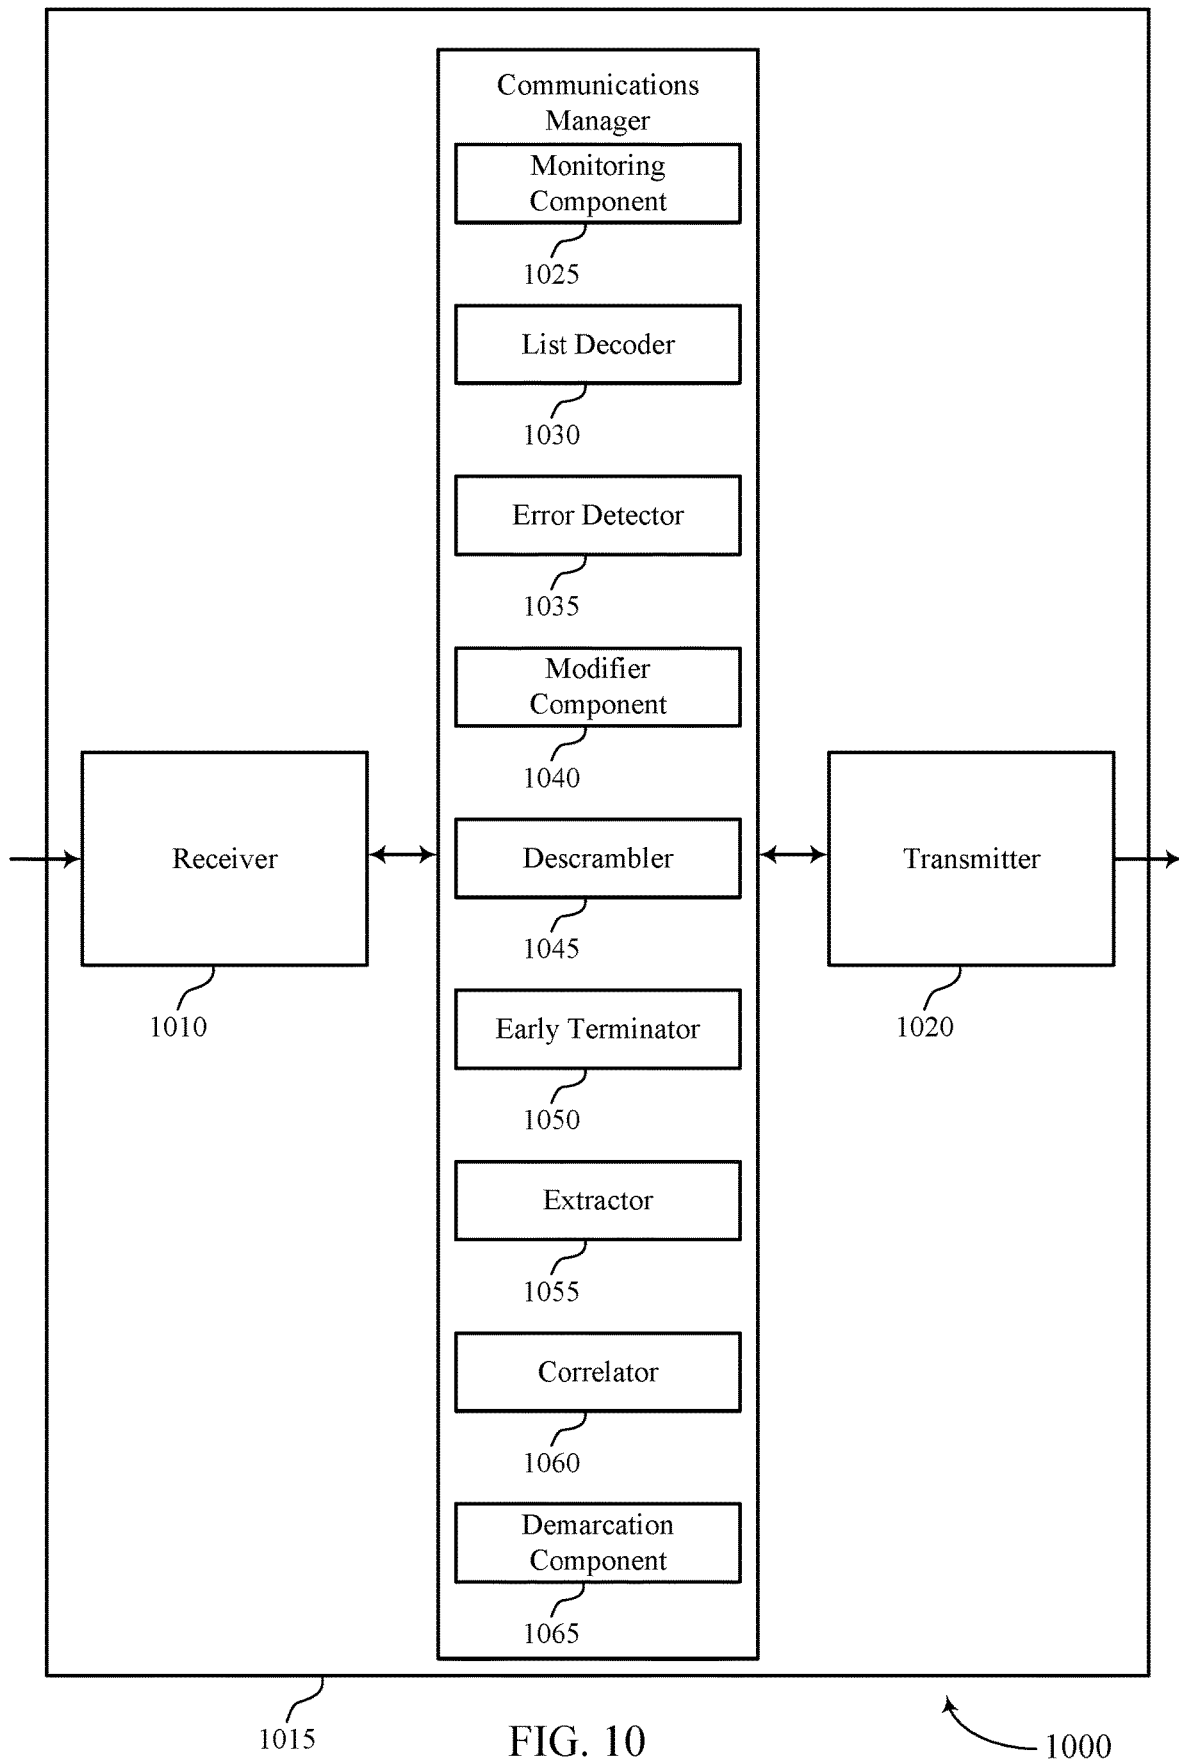 Communications
Manager
Monitoring
Component
1025
List Decoder
1030
Error Detector
1035
Modifier
Component
1040
Receiver
1010
Descrambler
1045
Transmitter
1020
Early Terminator
1050
Extractor
1055
Correlator
1060
Demarcation
Component
1065
1015
FIG. 10
1000